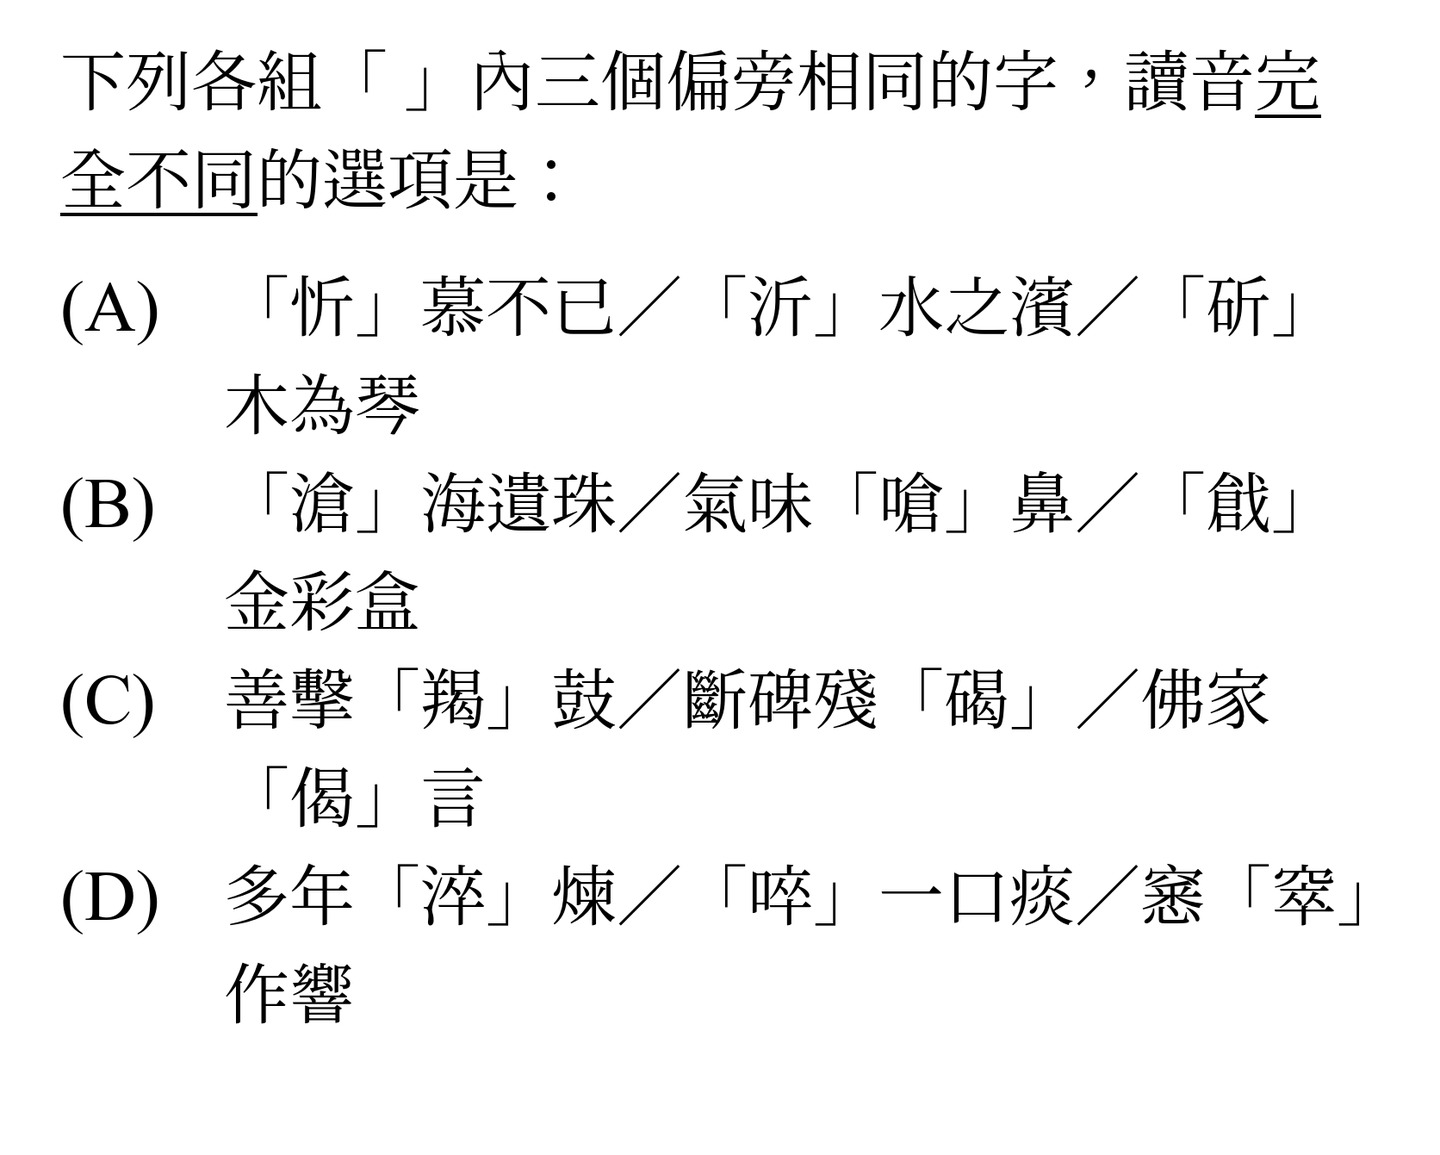 下列各組「 」內三個偏旁相同的字，讀音完
全不同的選項是：
(A) 「忻」慕不已／「沂」水之濱／「斫」
木為琴
(B) 「滄」海遺珠／氣味「嗆」鼻／「戧」
金彩盒
(C) 善擊「羯」鼓／斷碑殘「碣」／佛家
「偈」言
(D) 多年「淬」煉／「啐」一口痰／窸「窣」
作響